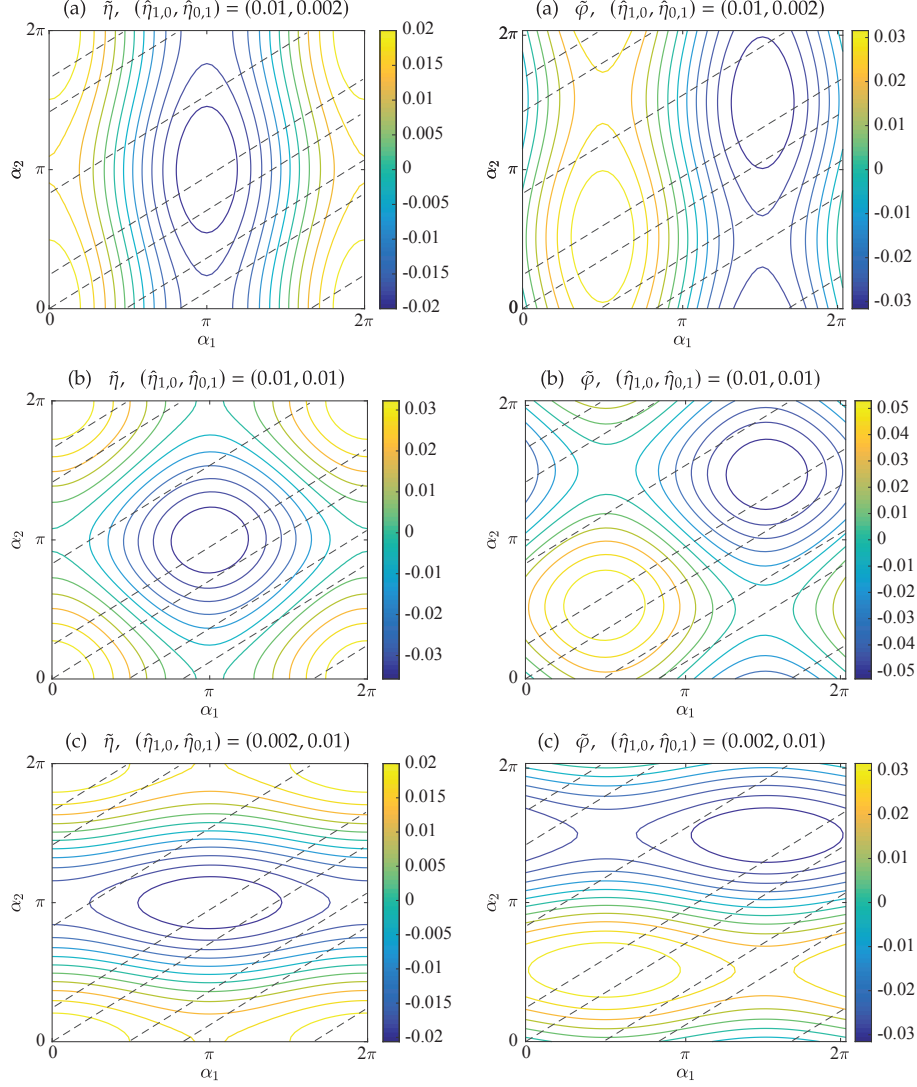 (a) η̃, (η̂1,0, η̂0,1) = (0.01, 0.002)
2π
π
0
α2
0
π
2π
α1
0.02
0.015
0.01
0.005
0
-0.005
-0.01
-0.015
-0.02
(a) φ̃, (η̂1,0, η̂0,1) = (0.01, 0.002)
2π
π
0
α2
0
π
2π
α1
0.03
0.02
0.01
0
-0.01
-0.02
-0.03
(b) η̃, (η̂1,0, η̂0,1) = (0.01, 0.01)
2π
π
0
α2
0
π
2π
α1
0.03
0.02
0.01
0
-0.01
-0.02
-0.03
(b) φ̃, (η̂1,0, η̂0,1) = (0.01, 0.01)
2π
π
0
α2
0
π
2π
α1
0.05
0.04
0.03
0.02
0.01
0
-0.01
-0.02
-0.03
-0.04
-0.05
(c) η̃, (η̂1,0, η̂0,1) = (0.002, 0.01)
2π
π
0
α2
0
π
2π
α1
0.02
0.015
0.01
0.005
0
-0.005
-0.01
-0.015
-0.02
(c) φ̃, (η̂1,0, η̂0,1) = (0.002, 0.01)
2π
π
0
α2
0
π
2π
α1
0.03
0.02
0.01
0
-0.01
-0.02
-0.03